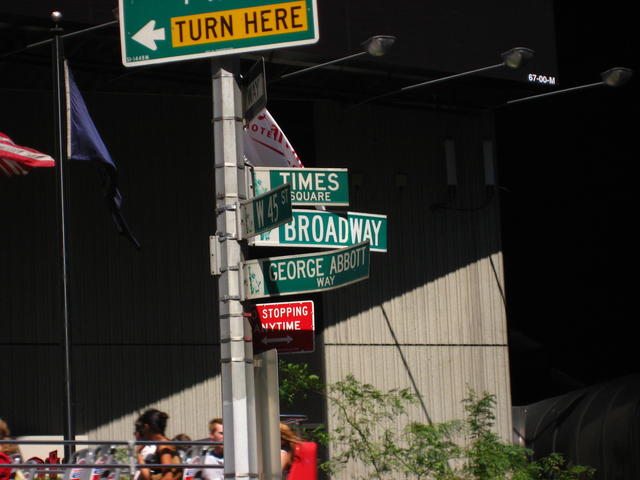 TURN HERE
67-00-M
TIMES
SQUARE
W 45 ST
BROADWAY
GEORGE ABBOTT
WAY
STOPPING
ANYTIME